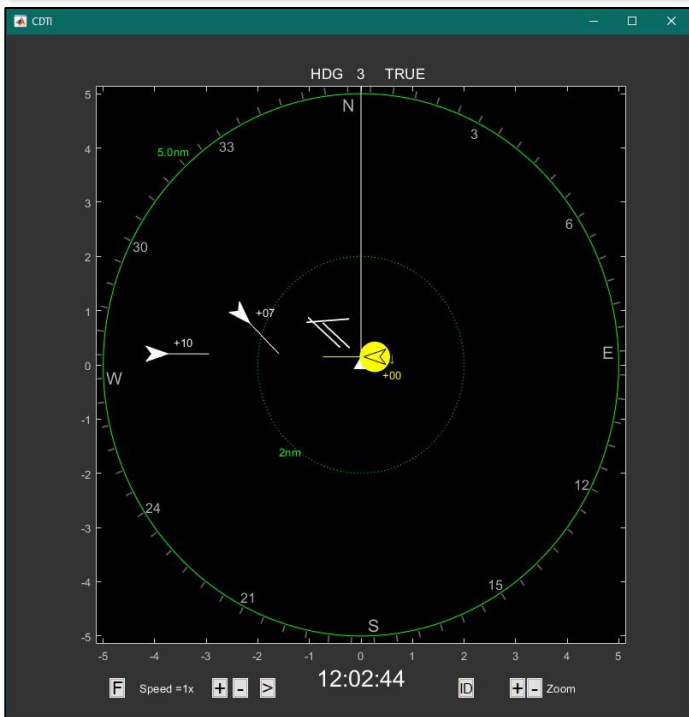 CDTI
HDG 3 TRUE
5
4
3
2
1
0
-1
-2
-3
-4
-5
N
3
33
5.0nm
6
30
+07
+10
E
W
↓
+00
2nm
12
24
15
21
S
-5 -4 -3 -2 -1 0 1 2 3 4 5
F Speed =1x + - > 12:02:44 ID + - Zoom